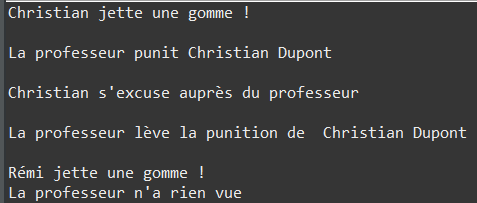 Christian jette une gomme !
La professeur punit Christian Dupont
Christian s'excuse auprès du professeur
La professeur lève la punition de  Christian Dupont
Rémi jette une gomme !
La professeur n'a rien vue